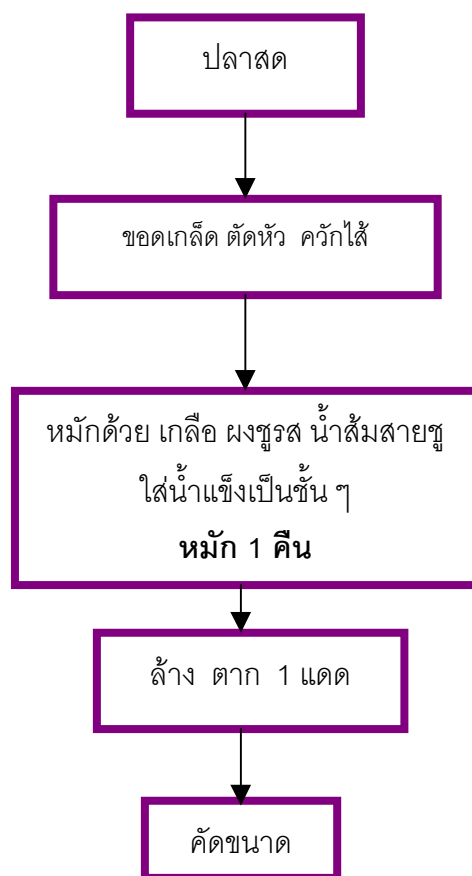 ปลาสด
ขอดเกล็ด ตัดหัว ควักไส้
หมักด้วย เกลือ ผงชูรส น้ำส้มสายชู
ใส่น้ำแข็งเป็นชั้น ๆ
หมัก 1 คืน
ล้าง ตาก 1 แดด
คัดขนาด